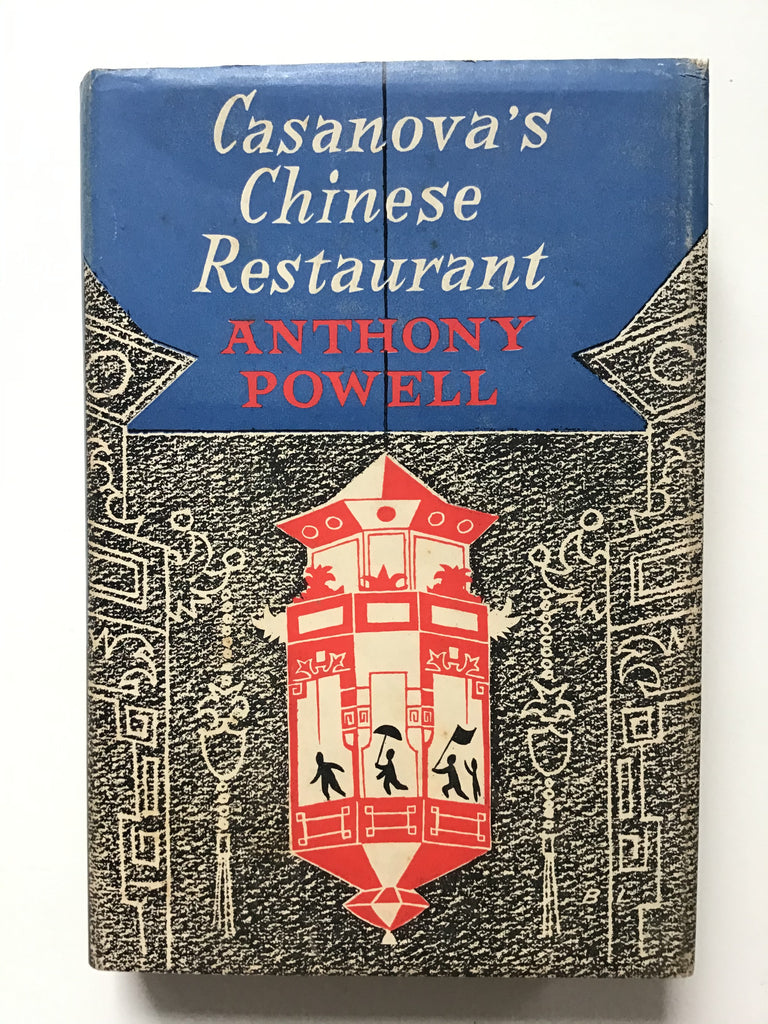 Casanova's
Chinese
Restaurant
ANTHONY
POWELL
B L